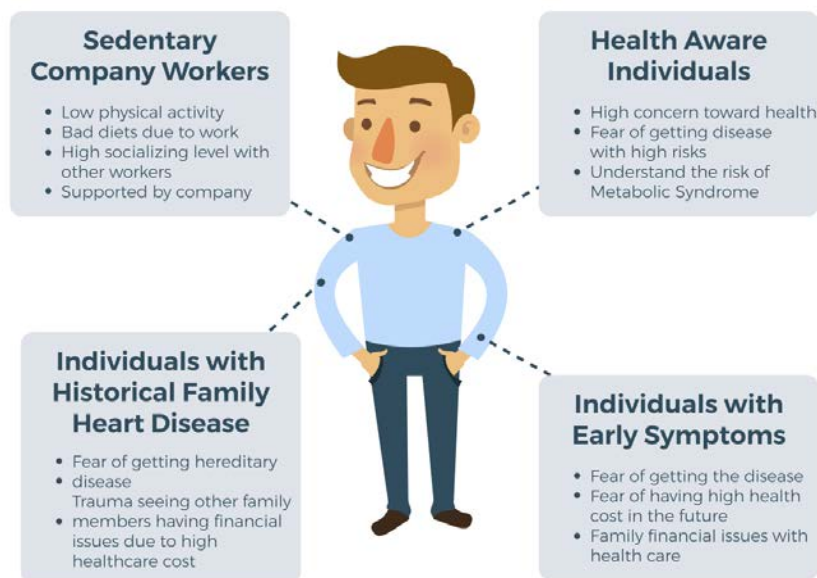 Sedentary
Company Workers
• Low physical activity
• Bad diets due to work
• High socializing level with
other workers
• Supported by company
Health Aware
Individuals
• High concern toward health
• Fear of getting disease
with high risks
• Understand the risk of
Metabolic Syndrome
Individuals with
Historical Family
Heart Disease
• Fear of getting hereditary
• disease
Trauma seeing other family
• members having financial
issues due to high
healthcare cost
Individuals with
Early Symptoms
• Fear of getting the disease
• Fear of having high health
cost in the future
• Family financial issues with
health care